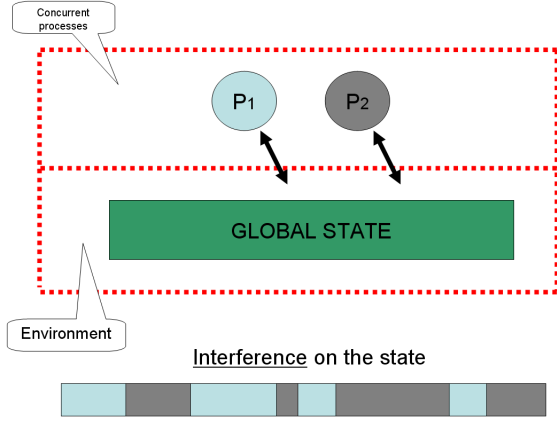 Concurrent
processes
P1
P2
GLOBAL STATE
Environment
Interference on the state